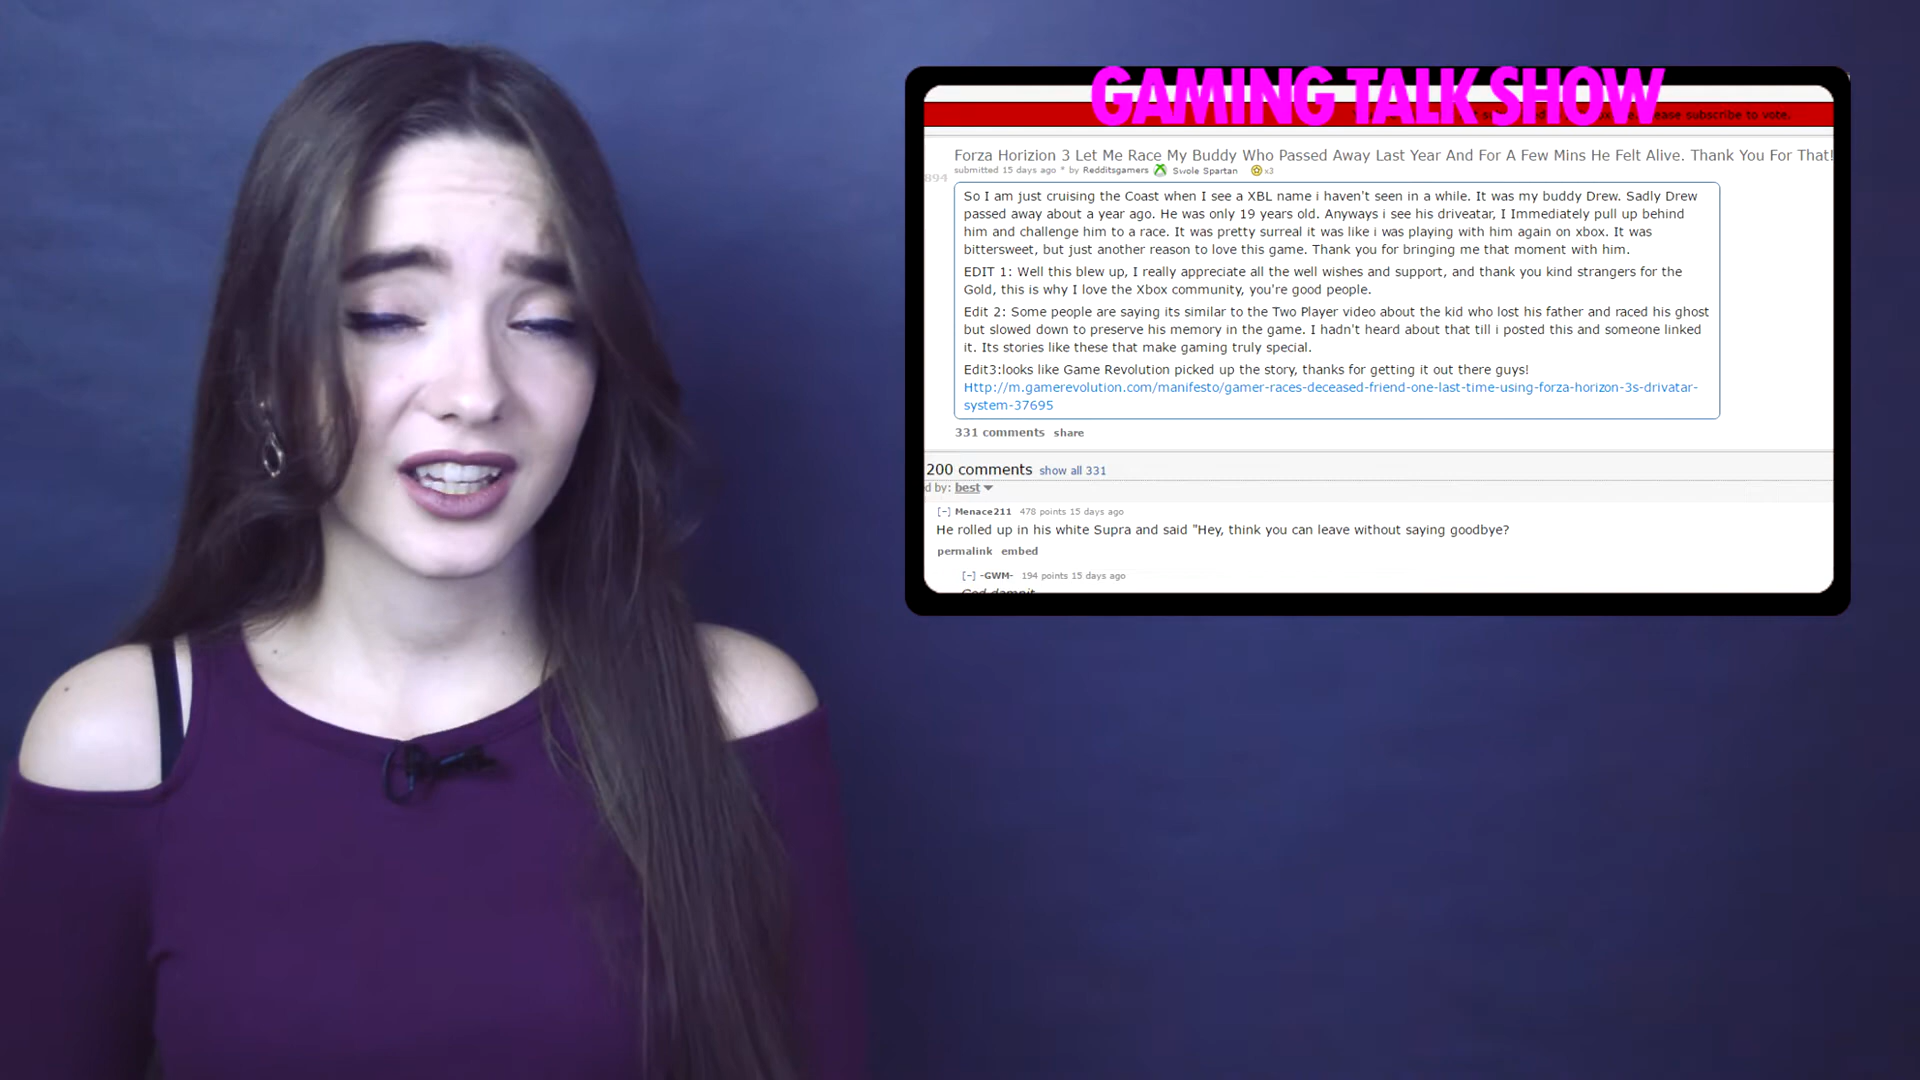 GAMING TALK SHOW
ease subscribe to vote.
Forza Horizion 3 Let Me Race My Buddy Who Passed Away Last Year And For A Few Mins He Felt Alive. Thank You For That!
submitted 15 days ago * by Redditsgamers Swole Spartan x3
894
So I am just cruising the Coast when I see a XBL name i haven't seen in a while. It was my buddy Drew. Sadly Drew
passed away about a year ago. He was only 19 years old. Anyways i see his driveatar, I Immediately pull up behind
him and challenge him to a race. It was pretty surreal it was like i was playing with him again on xbox. It was
bittersweet, but just another reason to love this game. Thank you for bringing me that moment with him.
EDIT 1: Well this blew up, I really appreciate all the well wishes and support, and thank you kind strangers for the
Gold, this is why I love the Xbox community, you're good people.
Edit 2: Some people are saying its similar to the Two Player video about the kid who lost his father and raced his ghost
but slowed down to preserve his memory in the game. I hadn't heard about that till i posted this and someone linked
it. Its stories like these that make gaming truly special.
Edit3:looks like Game Revolution picked up the story, thanks for getting it out there guys!
Http://m.gamerevolution.com/manifesto/gamer-races-deceased-friend-one-last-time-using-forza-horizon-3s-drivatar-
system-37695
331 comments share
200 comments show all 331
d by: best
[-] Menace211 478 points 15 days ago
He rolled up in his white Supra and said "Hey, think you can leave without saying goodbye?
permalink embed
[-] -GWM- 194 points 15 days ago
God damnit